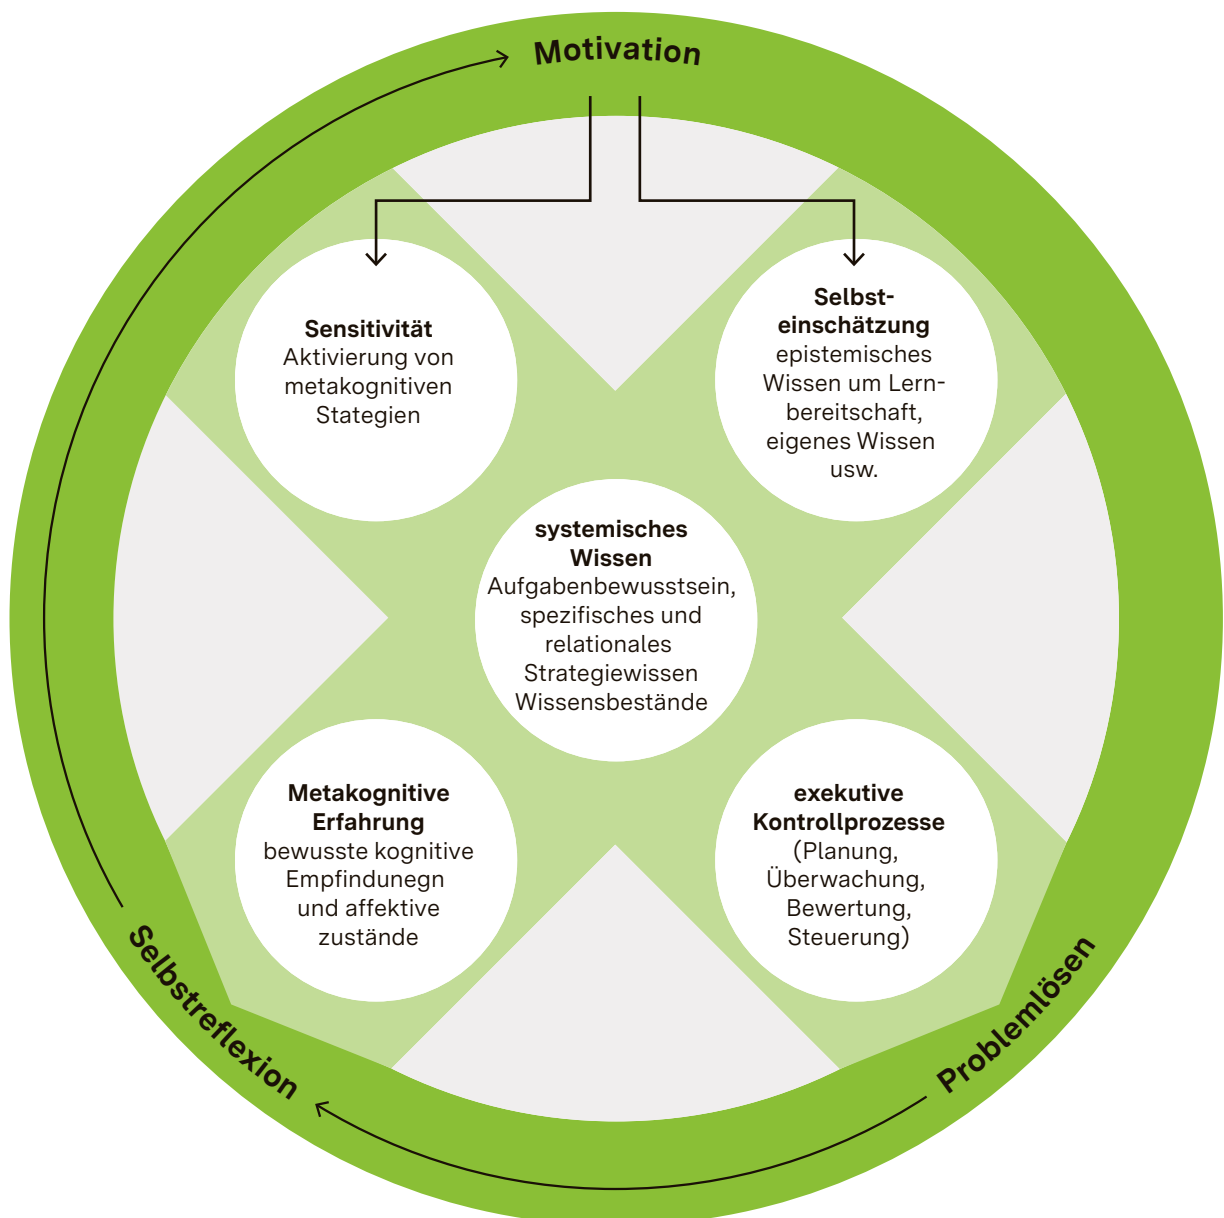 Motivation
Sensitivität
Aktivierung von
metakognitiven
Stategien
Selbst-
einschätzung
epistemisches
Wissen um Lern-
bereitschaft,
eigenes Wissen
usw.
systemisches
Wissen
Aufgabenbewusstsein,
spezifisches und
relationales
Strategiewissen
Wissensbestände
Metakognitive
Erfahrung
bewusste kognitive
Empfindunegn
und affektive
zustände
exekutive
Kontrollprozesse
(Planung,
Überwachung,
Bewertung,
Steuerung)
Selbstreflexion
Problemlösen